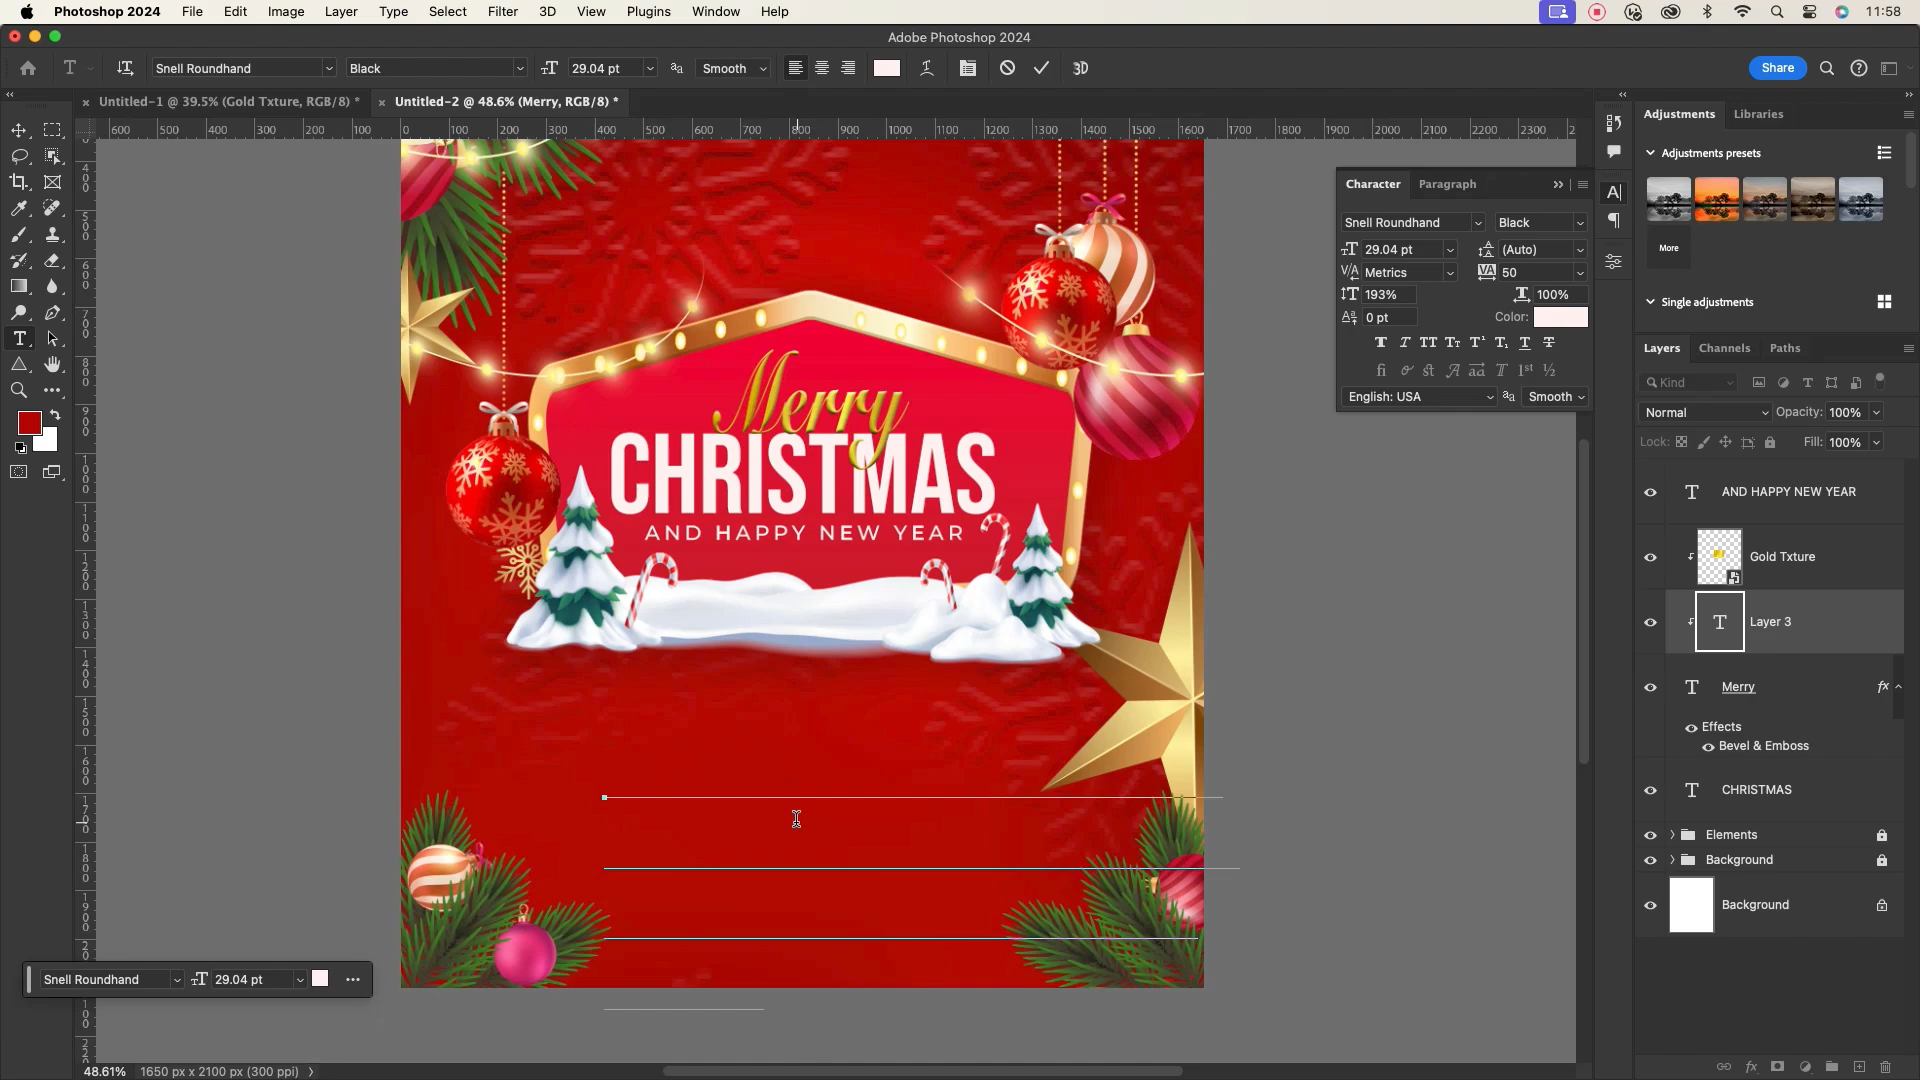 Photoshop 2024 File Edit Image Layer Type Select Filter 3D View Plugins Window Help 11:58
Adobe Photoshop 2024
Snell Roundhand Black 29.04 pt Smooth 3D Share
Untitled-1 @ 39.5% (Gold Txture, RGB/8) * Untitled-2 @ 48.6% (Merry, RGB/8) *
600 500 400 300 200 100 0 100 200 300 400 500 600 700 800 900 1000 1100 1200 1300 1400 1500 1600 1700 1800 1900 2000 2100 2200 2300
Merry
CHRISTMAS
AND HAPPY NEW YEAR
Character Paragraph
Snell Roundhand Black
29.04 pt (Auto)
Metrics 50
193% 100%
0 pt Color:
English: USA Smooth
Adjustments Libraries
Adjustments presets
More
Single adjustments
Layers Channels Paths
Kind
Normal Opacity: 100%
Lock: Fill: 100%
AND HAPPY NEW YEAR
Gold Txture
Layer 3
Merry fx
Effects
Bevel & Emboss
CHRISTMAS
Elements
Background
Background
Snell Roundhand 29.04 pt
48.61% 1650 px x 2100 px (300 ppi)